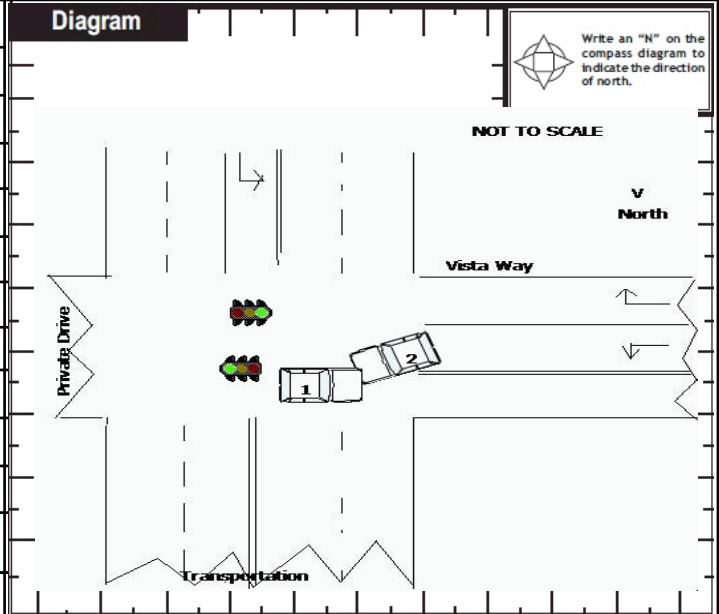 Diagram
Write an “N” on the
compass diagram to
indicate the direction
of north.
NOT TO SCALE
V
North
Vista Way
Private Drive
2
1
Transportation